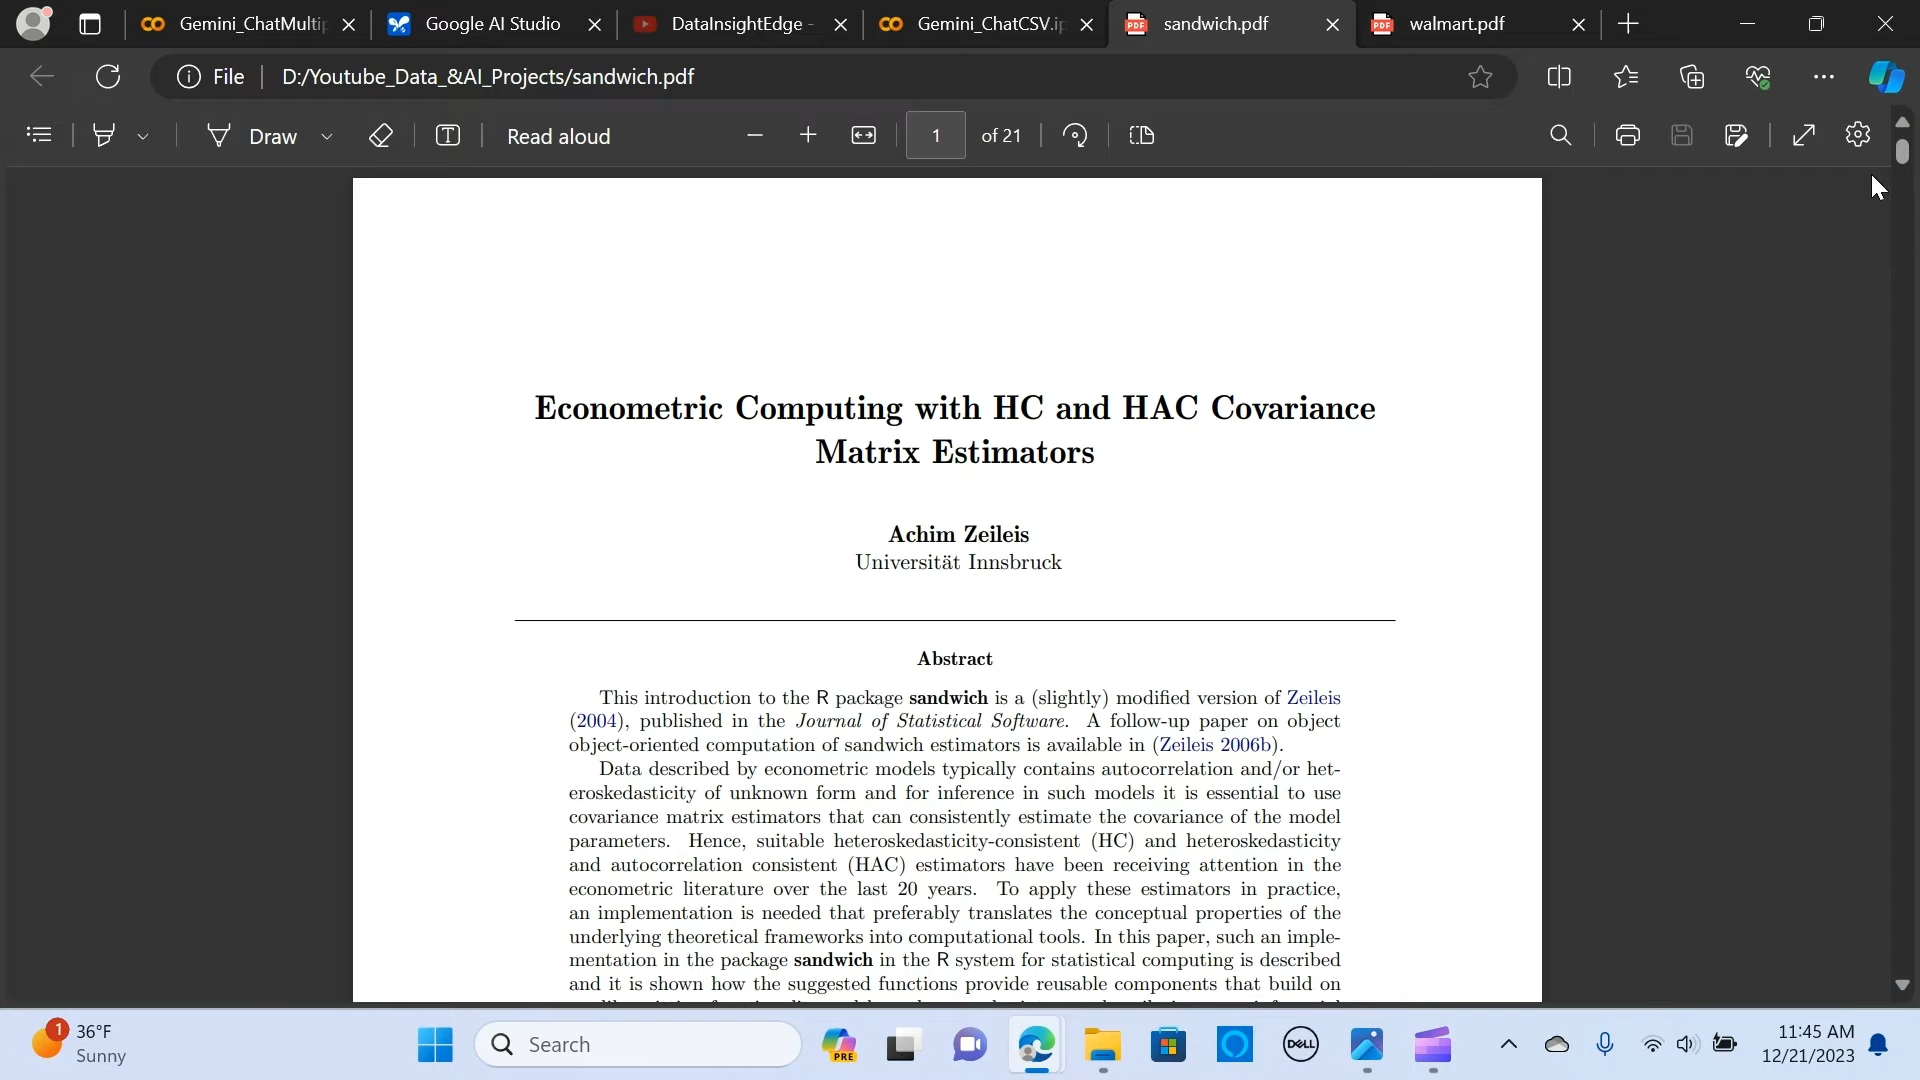 Gemini_ChatMultip
Google AI Studio
DataInsightEdge -
Gemini_ChatCSV.ip
sandwich.pdf
walmart.pdf
File
D:/Youtube_Data_&AI_Projects/sandwich.pdf
Draw
Read aloud
1
of 21
Econometric Computing with HC and HAC Covariance
Matrix Estimators
Achim Zeileis
Universität Innsbruck
Abstract
This introduction to the R package sandwich is a (slightly) modified version of Zeileis
(2004), published in the Journal of Statistical Software. A follow-up paper on object
object-oriented computation of sandwich estimators is available in (Zeileis 2006b).
Data described by econometric models typically contains autocorrelation and/or het-
eroskedasticity of unknown form and for inference in such models it is essential to use
covariance matrix estimators that can consistently estimate the covariance of the model
parameters. Hence, suitable heteroskedasticity-consistent (HC) and heteroskedasticity
and autocorrelation consistent (HAC) estimators have been receiving attention in the
econometric literature over the last 20 years. To apply these estimators in practice,
an implementation is needed that preferably translates the conceptual properties of the
underlying theoretical frameworks into computational tools. In this paper, such an imple-
mentation in the package sandwich in the R system for statistical computing is described
and it is shown how the suggested functions provide reusable components that build on
1
36°F
Sunny
Search
PRE
DELL
11:45 AM
12/21/2023